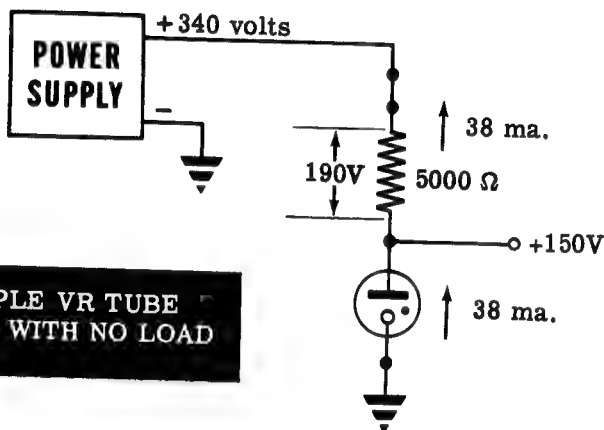 +340 volts
POWER
SUPPLY
–
38 ma.
190V
5000 Ω
+150V
PLE VR TUBE
WITH NO LOAD
38 ma.